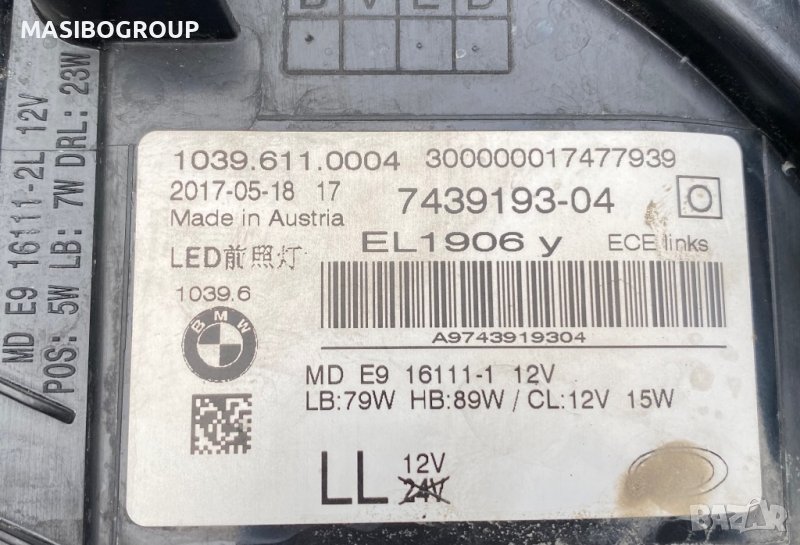 MASIBOGROUP
B V L E D
MD E9 16111-2L 12V
POS: 5W LB: 7W DRL: 23W
1039.611.0004 300000017477939
2017-05-18 17 7439193-04
Made in Austria
EL1906 y ECE links
LED前照灯
1039.6
BMW
A9743919304
MD E9 16111-1 12V
LB:79W HB:89W / CL:12V 15W
LL 12V
24V
BAZAR